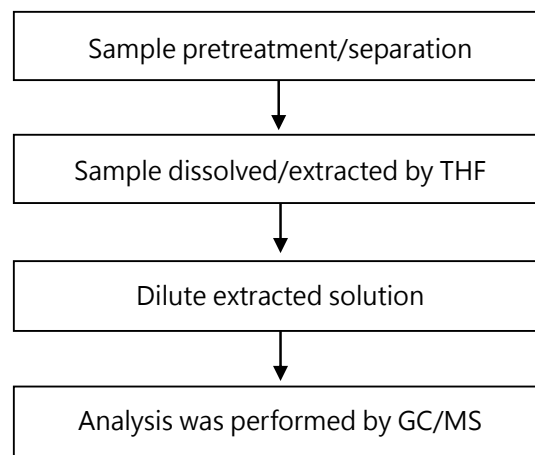 Sample pretreatment/separation
Sample dissolved/extracted by THF
Dilute extracted solution
Analysis was performed by GC/MS